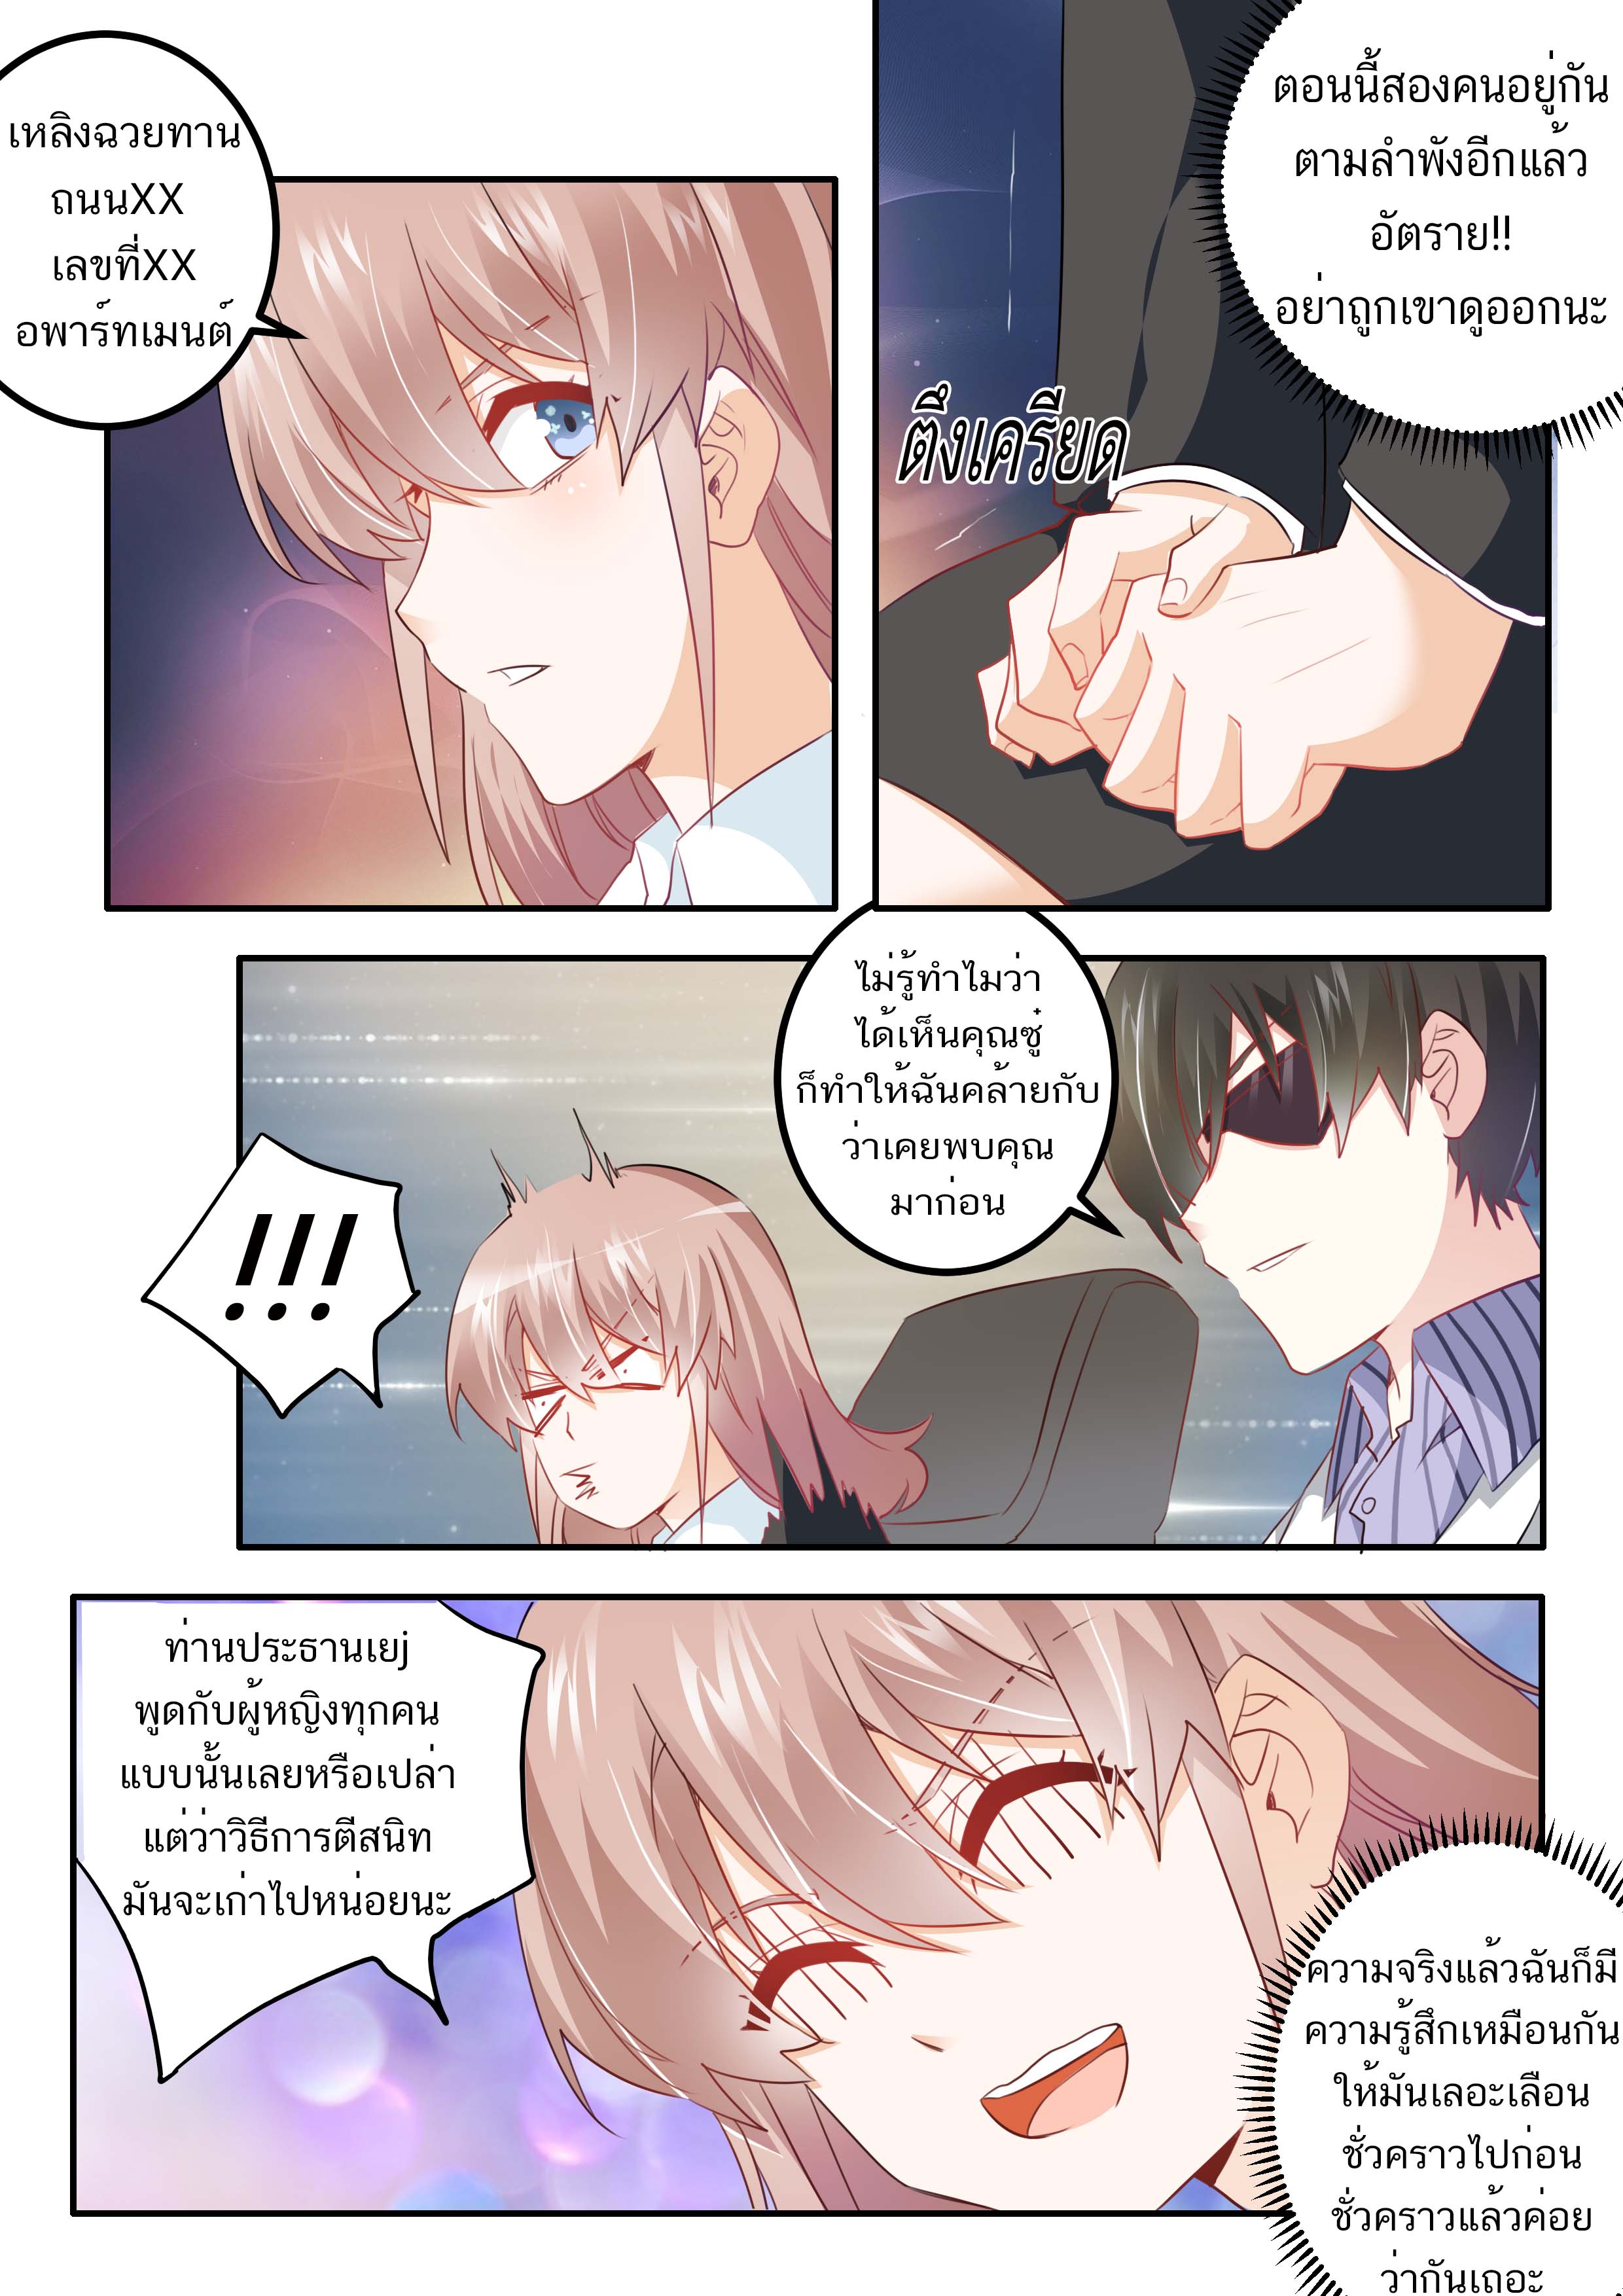 เหลิงฉวยทาน
ถนนXX
เลขที่XX
อพาร์ทเมนต์
ตอนนี้สองคนอยู่กัน
ตามลำพังอีกแล้ว
อัตราย!!
อย่าถูกเขาดูออกนะ
ตึงเครียด
ไม่รู้ทำไมว่า
ได้เห็นคุณซู๋
ก็ทำให้ฉันคล้ายกับ
ว่าเคยพบคุณ
มาก่อน
!!!
ท่านประธานเยj
พูดกับผู้หญิงทุกคน
แบบนั้นเลยหรือเปล่า
แต่ว่าวิธีการตีสนิท
มันจะเก่าไปหน่อยนะ
ความจริงแล้วฉันก็มี
ความรู้สึกเหมือนกัน
ให้มันเลอะเลือน
ชั่วคราวไปก่อน
ชั่วคราวแล้วค่อย
ว่ากันเถอะ